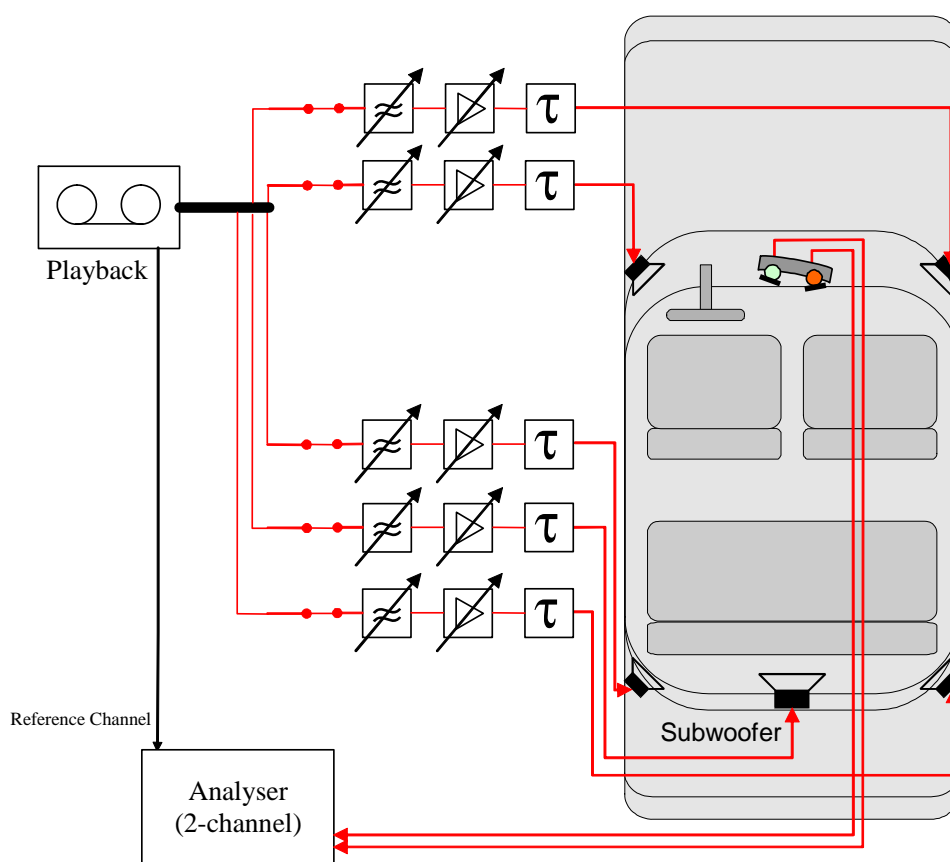 τ
τ
Playback
τ
τ
τ
Reference Channel
Subwoofer
Analyser
(2-channel)